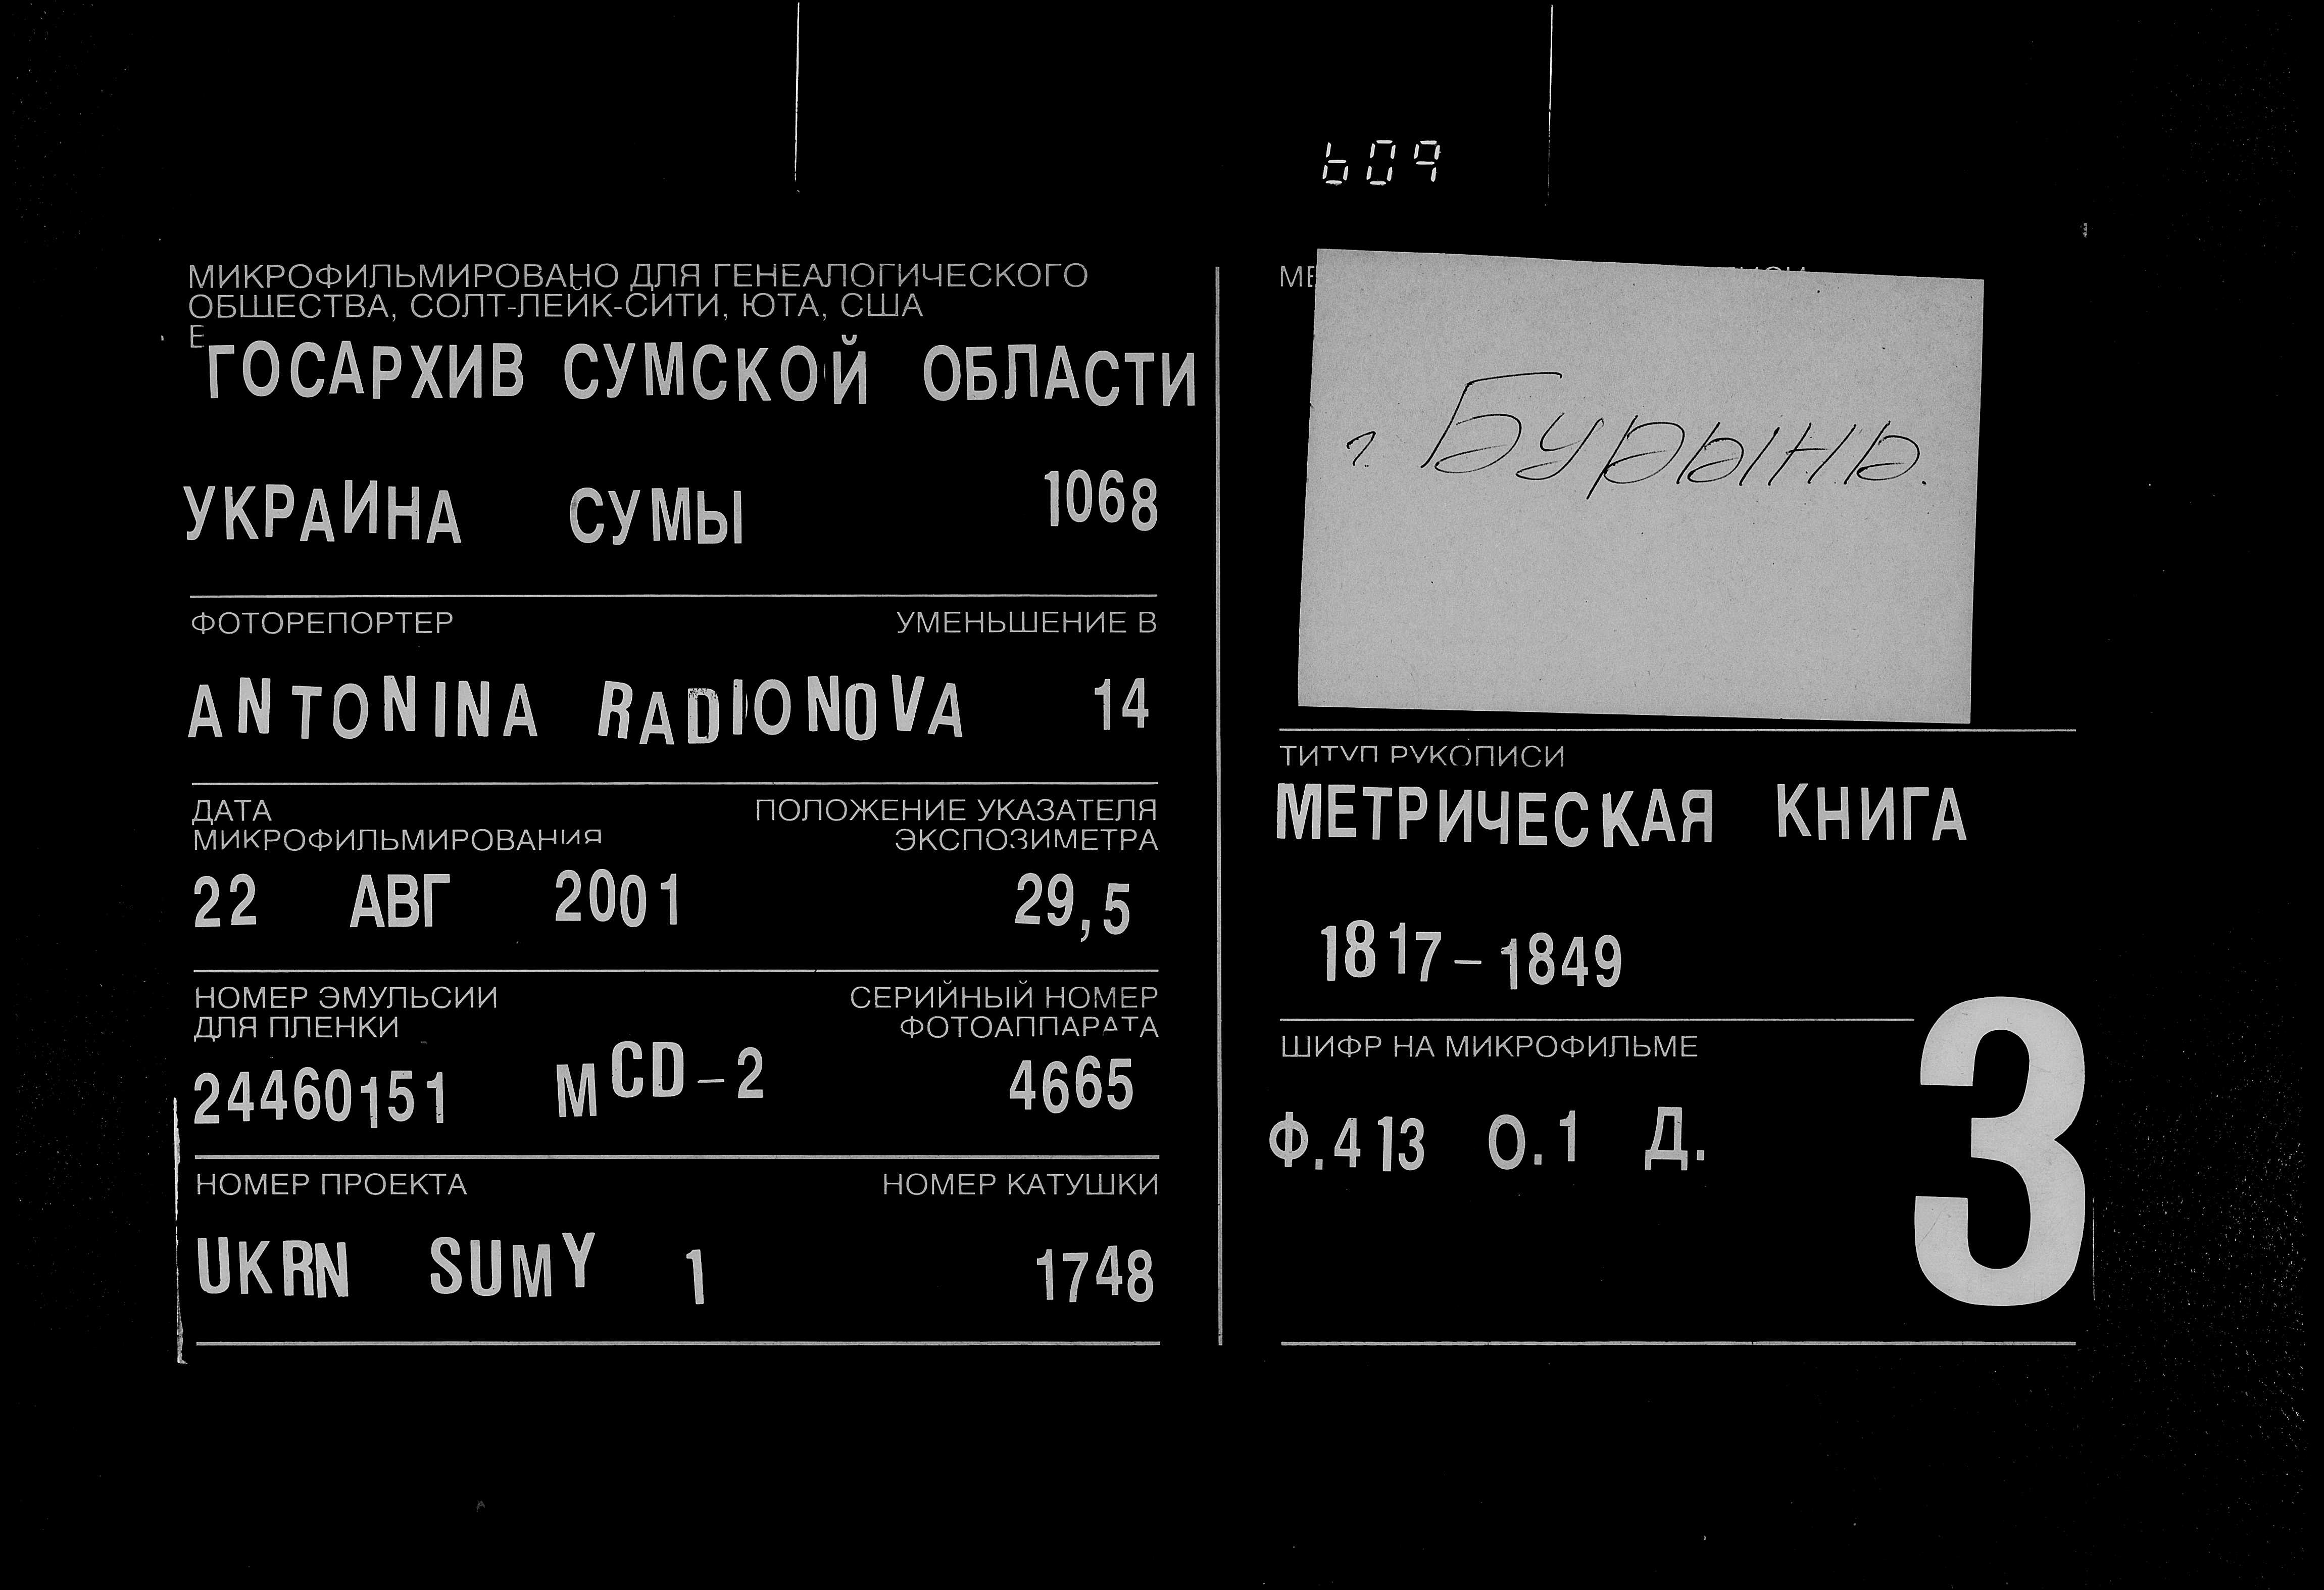 609
МИКРОФИЛЬМИРОВАНО ДЛЯ ГЕНЕАЛОГИЧЕСКОГО
ОБЩЕСТВА, СОЛТ-ЛЕЙК-СИТИ, ЮТА, США
Е
ГОСАРХИВ СУМСКОЙ ОБЛАСТИ
УКРАИНА СУМЫ 1068
ФОТОРЕПОРТЕР УМЕНЬШЕНИЕ В
ANTONINA RADIONOVA 14
ДАТА ПОЛОЖЕНИЕ УКАЗАТЕЛЯ
МИКРОФИЛЬМИРОВАНИЯ ЭКСПОЗИМЕТРА
22 АВГ 2001 29,5
НОМЕР ЭМУЛЬСИИ СЕРИЙНЫЙ НОМЕР
ДЛЯ ПЛЕНКИ ФОТОАППАРАТА
24460151 MCD-2 4665
НОМЕР ПРОЕКТА НОМЕР КАТУШКИ
UKRN SUMY 1 1748
г. Бурынь.
ТИТУЛ РУКОПИСИ
МЕТРИЧЕСКАЯ КНИГА
1817-1849
ШИФР НА МИКРОФИЛЬМЕ
Ф.413 О.1 Д.
3